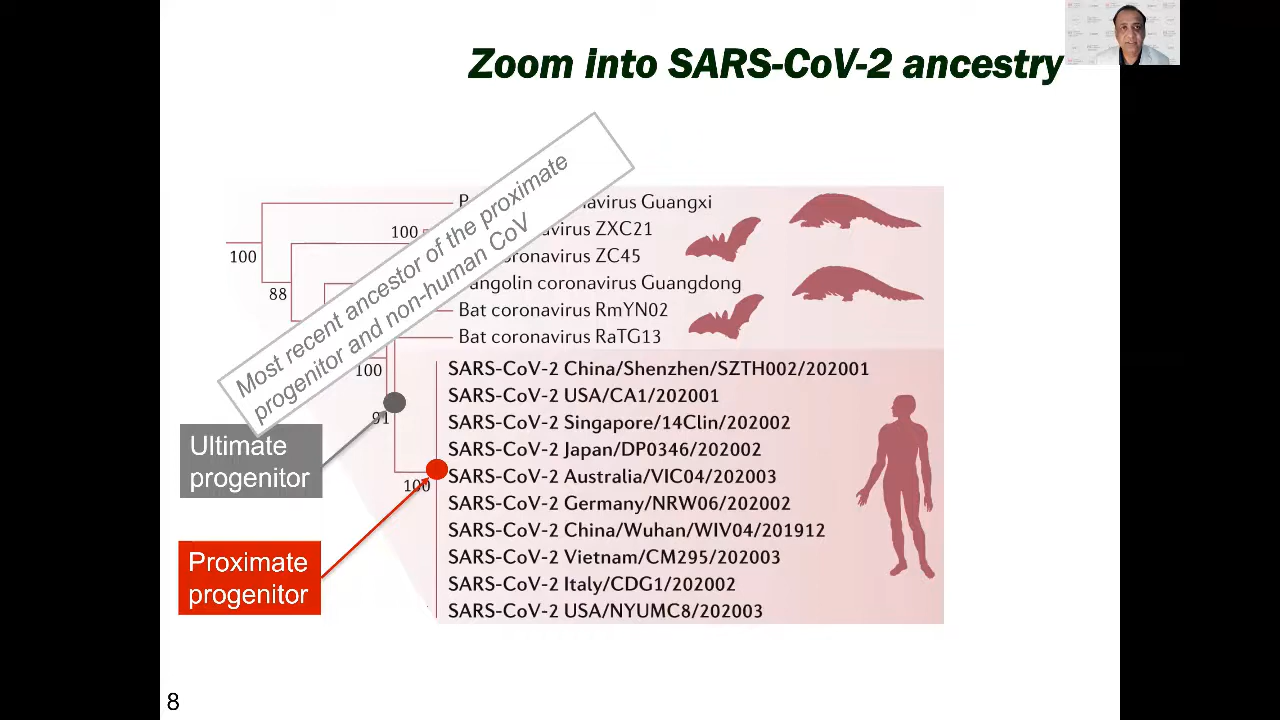 Zoom into SARS-CoV-2 ancestry
Most recent ancestor of the proximate
progenitor and non-human CoV
navirus Guangxi
100
virus ZXC21
100
coronavirus ZC45
88
angolin coronavirus Guangdong
Bat coronavirus RmYN02
Bat coronavirus RaTG13
100
SARS-CoV-2 China/Shenzhen/SZTH002/202001
SARS-CoV-2 USA/CA1/202001
91
SARS-CoV-2 Singapore/14Clin/202002
Ultimate
progenitor
SARS-CoV-2 Japan/DP0346/202002
SARS-CoV-2 Australia/VIC04/202003
100
SARS-CoV-2 Germany/NRW06/202002
SARS-CoV-2 China/Wuhan/WIV04/201912
Proximate
progenitor
SARS-CoV-2 Vietnam/CM295/202003
SARS-CoV-2 Italy/CDG1/202002
SARS-CoV-2 USA/NYUMC8/202003
8